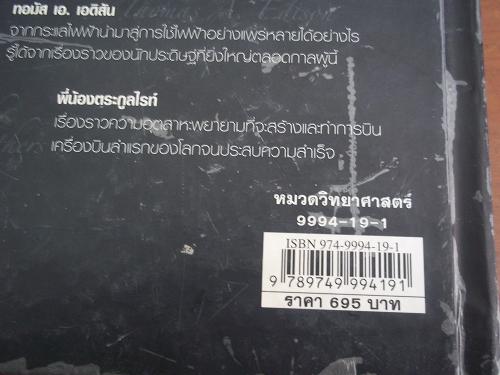 ทอมัส เอ. เอดิสัน
จากกระแสไฟฟ้านำมาสู่การใช้ไฟฟ้าอย่างแพร่หลายได้อย่างไร
รู้ได้จากเรื่องราวของนักประดิษฐ์ที่ยิ่งใหญ่ตลอดกาลผู้นี้
พี่น้องตระกูลไรท์
เรื่องราวความอุตสาหะพยายามที่จะสร้างและทำการบิน
เครื่องบินลำแรกของโลกจนประสบความสำเร็จ
หมวดวิทยาศาสตร์
9994-19-1
ISBN 974-9994-19-1
9 789749 994191
ราคา 695 บาท